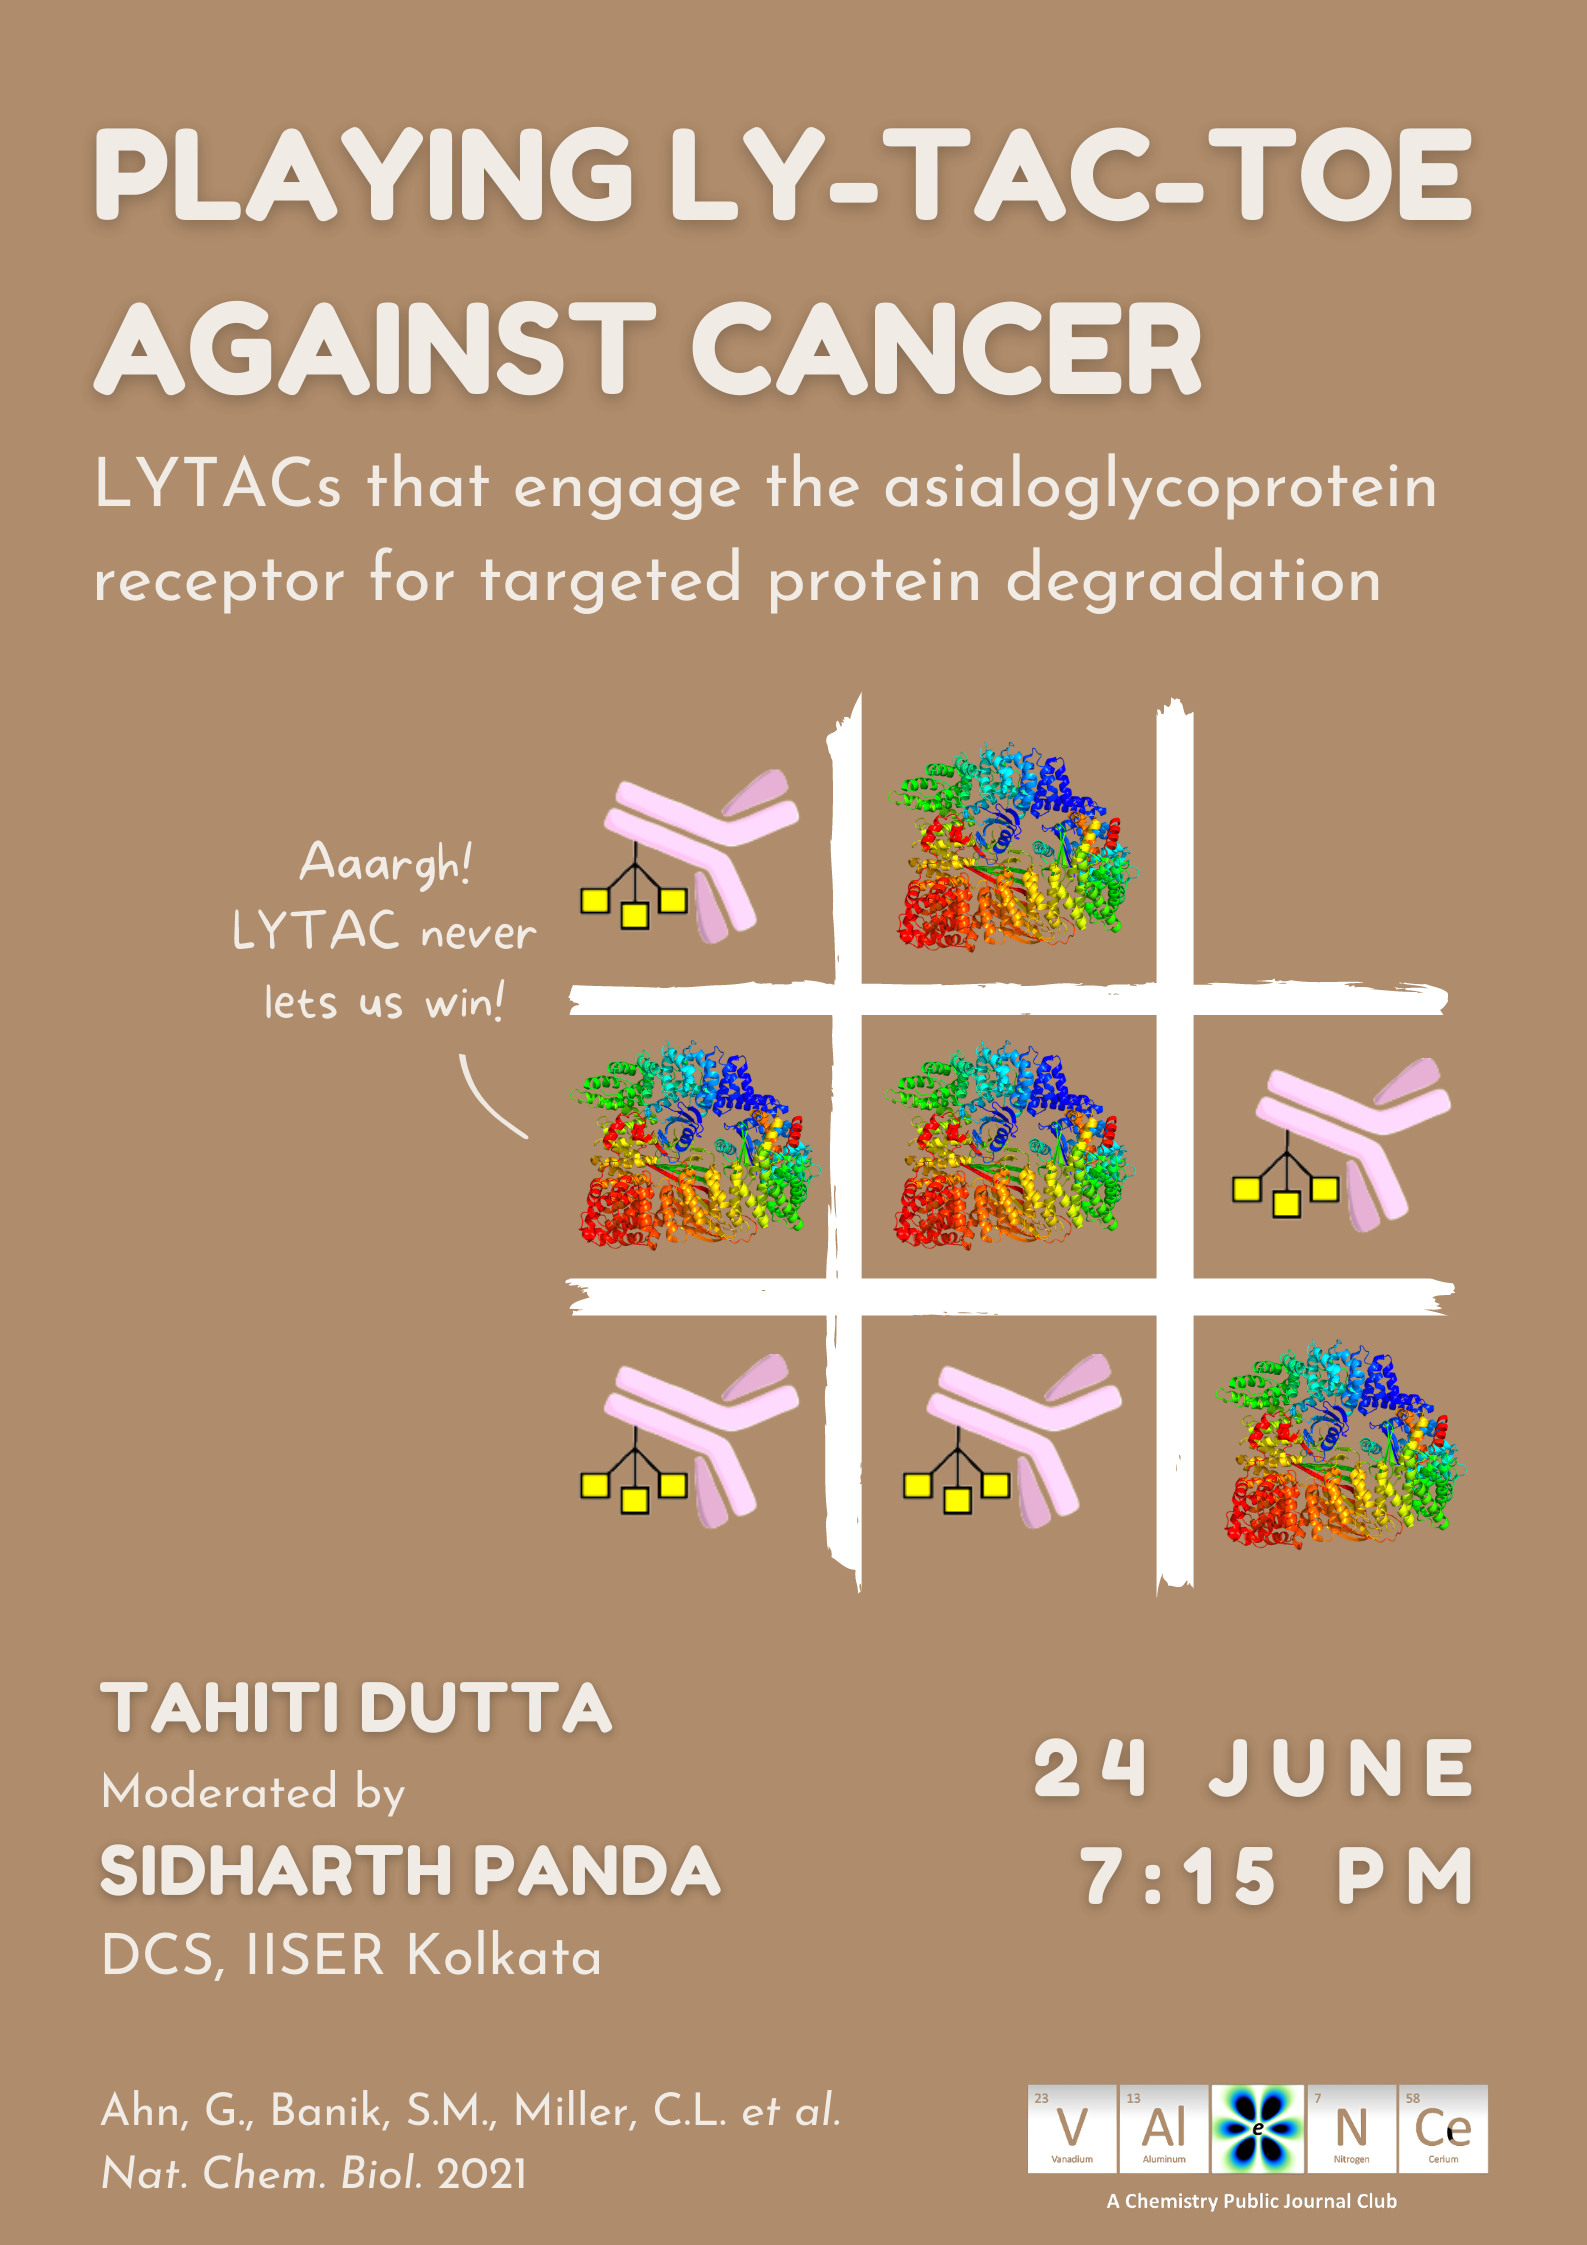 PLAYING LY-TAC-TOE
AGAINST CANCER
LYTACs that engage the asialoglycoprotein
receptor for targeted protein degradation
Aaargh!
LYTAC never
lets us win!
TAHITI DUTTA
Moderated by
SIDHARTH PANDA
DCS, IISER Kolkata
24 JUNE
7:15 PM
Ahn, G., Banik, S.M., Miller, C.L. et al.
Nat. Chem. Biol. 2021
23 13 7 58
V Al e N Ce
Vanadium Aluminum Nitrogen Cerium
A Chemistry Public Journal Club